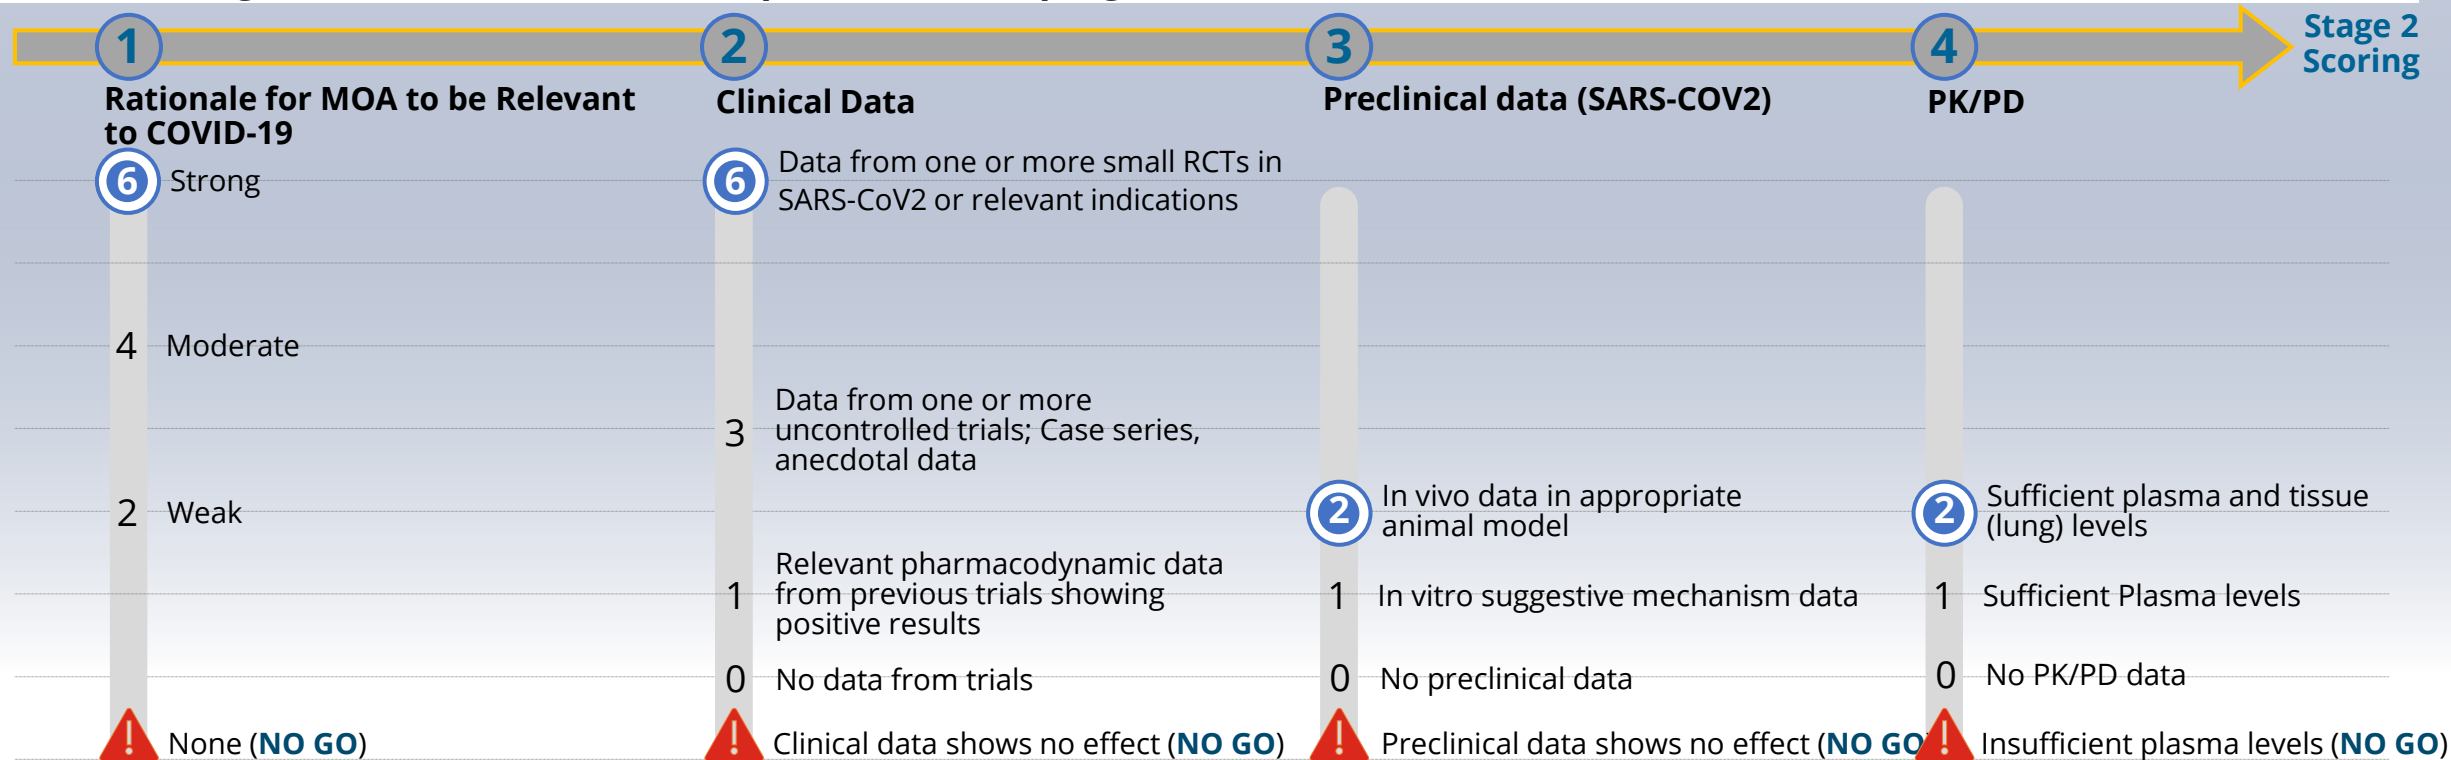 1
2
3
4
Stage 2
Scoring
Rationale for MOA to be Relevant
to COVID-19
6 Strong
4 Moderate
2 Weak
None (NO GO)
Clinical Data
6 Data from one or more small RCTs in
SARS-CoV2 or relevant indications
3 Data from one or more
uncontrolled trials; Case series,
anecdotal data
1 Relevant pharmacodynamic data
from previous trials showing
positive results
0 No data from trials
Clinical data shows no effect (NO GO)
Preclinical data (SARS-COV2)
2 In vivo data in appropriate
animal model
1 In vitro suggestive mechanism data
0 No preclinical data
Preclinical data shows no effect (NO GO)
PK/PD
2 Sufficient plasma and tissue
(lung) levels
1 Sufficient Plasma levels
0 No PK/PD data
Insufficient plasma levels (NO GO)